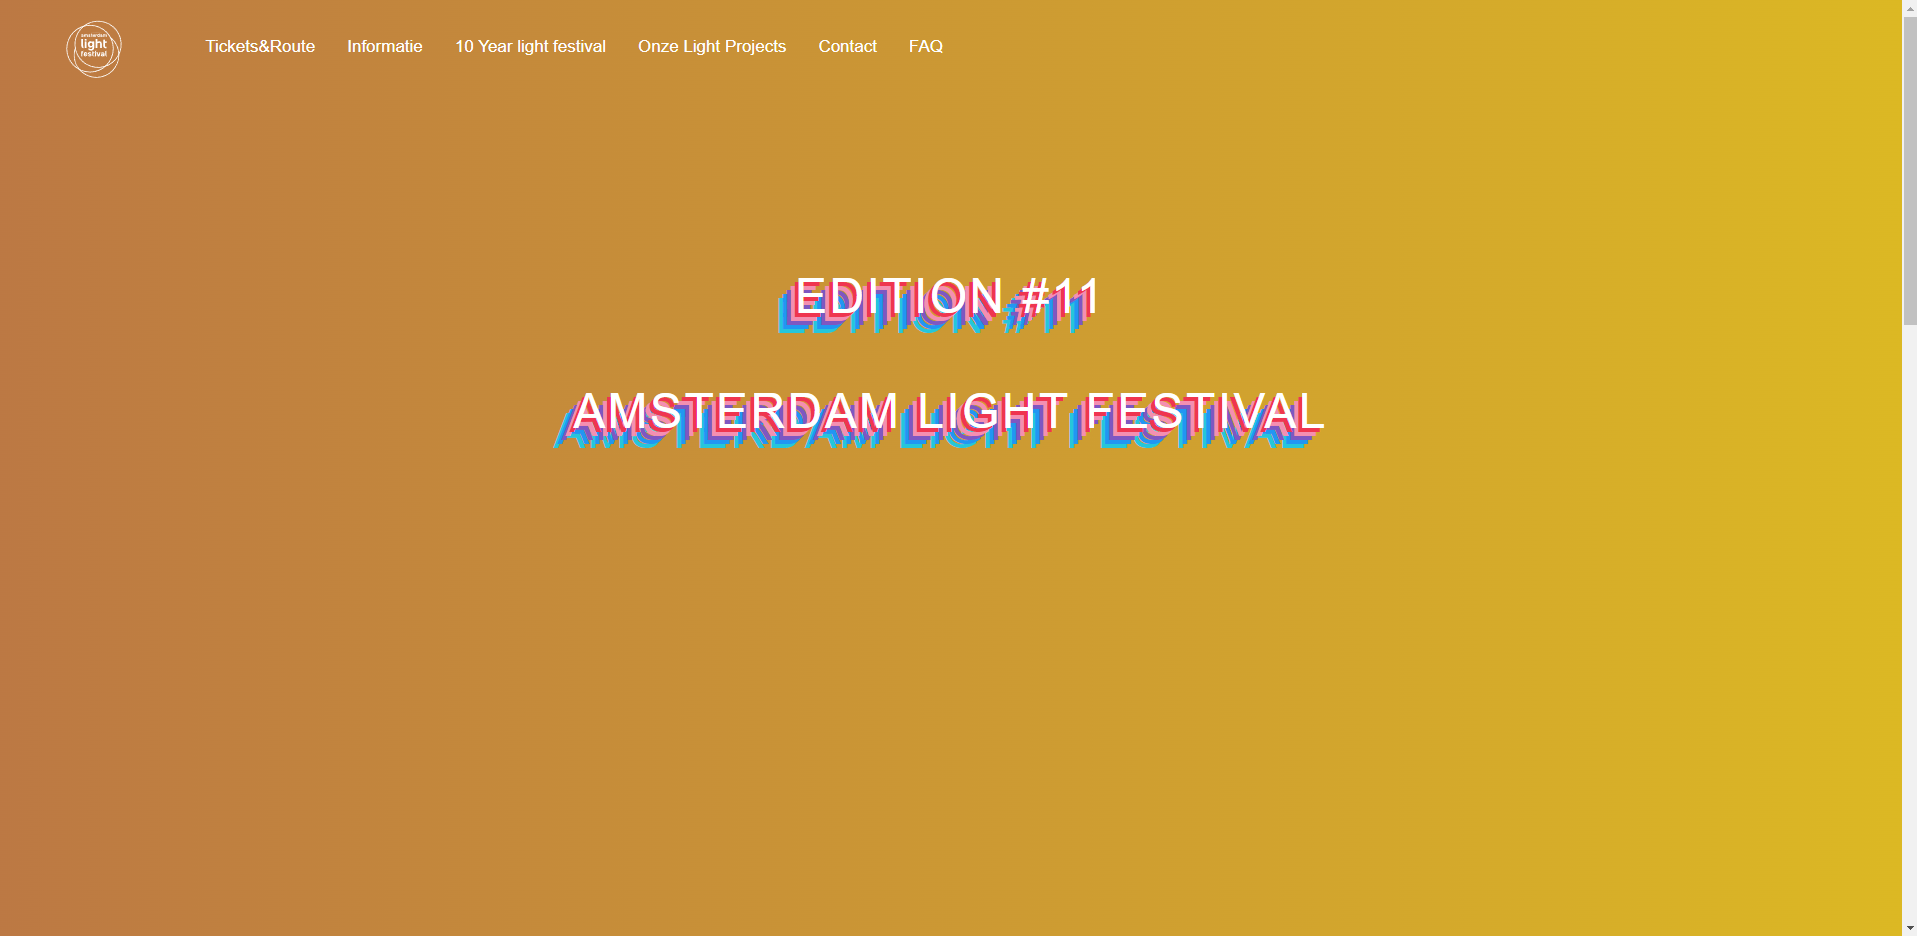 amsterdam
light
festival
Tickets&Route Informatie 10 Year light festival Onze Light Projects Contact FAQ
EDITION #11
AMSTERDAM LIGHT FESTIVAL